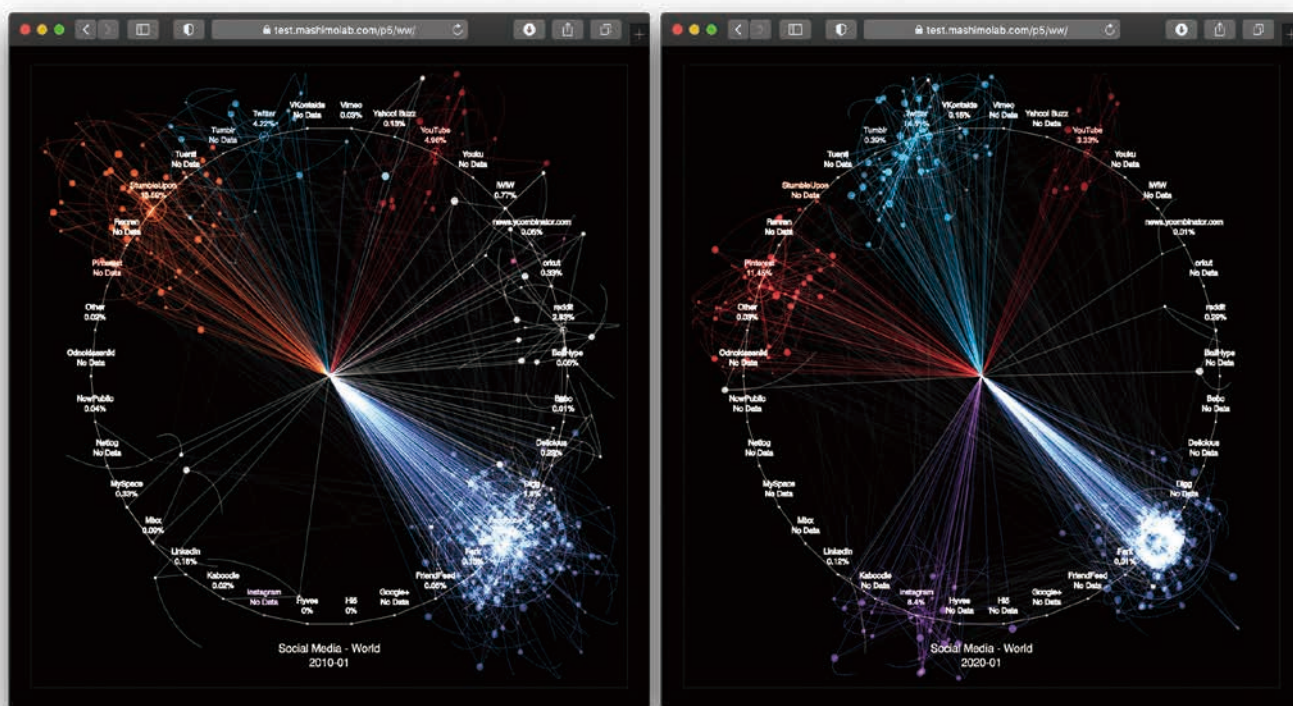 test.mashimolab.com/p5/ww/
VKontakte
No Data
Vimeo
0.09%
Yahoo! Buzz
0.13%
Twitter
4.22%
YouTube
4.96%
Tumblr
No Data
Youku
No Data
Tuenti
No Data
IWIW
0.77%
StumbleUpon
news.ycombinator.com
0.05%
Renren
No Data
orkut
0.33%
Pinterest
No Data
reddit
2.83%
Other
0.02%
BallHype
0.05%
Odnoklassniki
No Data
Bebo
0.01%
NowPublic
0.04%
Delicious
Netlog
No Data
Digg
MySpace
0.33%
Mixx
0.09%
Fark
LinkedIn
0.16%
FriendFeed
0.05%
Kaboodle
0.02%
Google+
No Data
Instagram
No Data
Hyves
0%
Hi5
0%
Social Media - World
2010-01
test.mashimolab.com/p5/ww/
VKontakte
0.15%
Vimeo
No Data
Yahoo! Buzz
No Data
Twitter
YouTube
3.33%
Tumblr
0.39%
Youku
No Data
Tuenti
No Data
IWIW
No Data
StumbleUpon
No Data
news.ycombinator.com
0.01%
Renren
No Data
orkut
No Data
Pinterest
11.45%
reddit
0.29%
Other
0.03%
BallHype
No Data
Odnoklassniki
No Data
Bebo
No Data
NowPublic
No Data
Delicious
No Data
Netlog
No Data
Digg
No Data
MySpace
No Data
Mixx
No Data
Fark
0.01%
LinkedIn
0.12%
FriendFeed
No Data
Kaboodle
No Data
Google+
No Data
Instagram
Hyves
No Data
Hi5
No Data
Social Media - World
2020-01